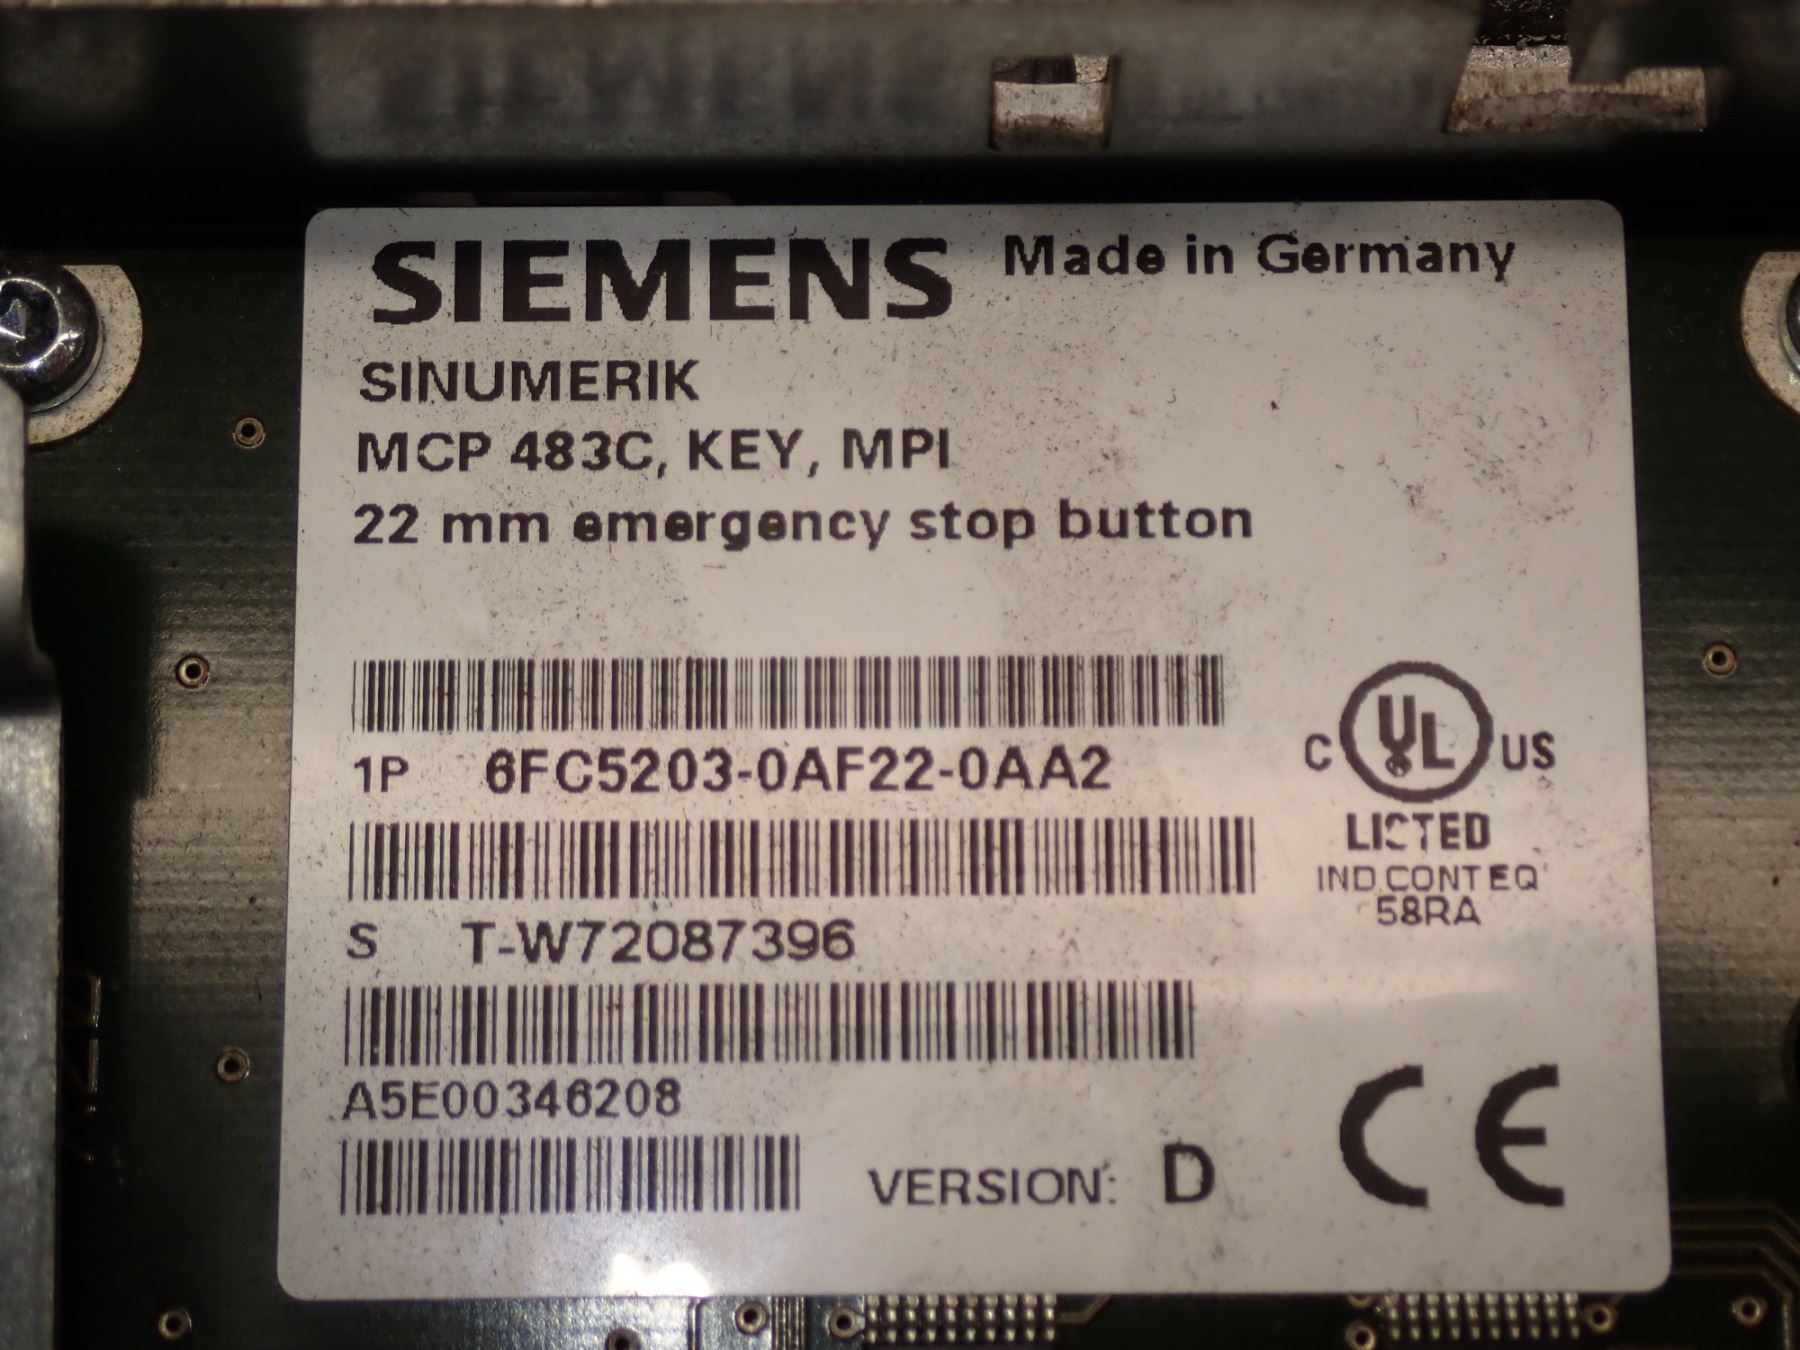 SIEMENS Made in Germany
SINUMERIK
MCP 483C, KEY, MPI
22 mm emergency stop button
1P 6FC5203-0AF22-0AA2
C UL US
LISTED
IND CONT EQ
58RA
S T-W72087396
A5E00346208
VERSION: D
CE